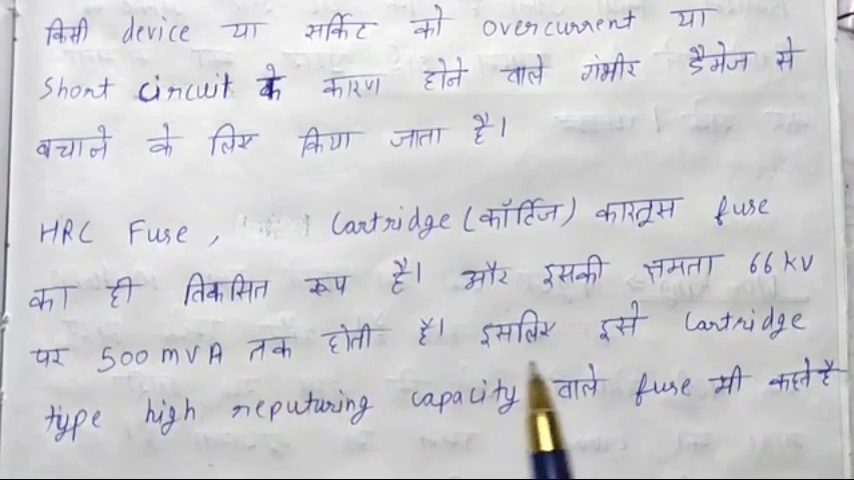 किसी device या सर्किट को overcurrent या
Short circuit के कारण होने वाले गंभीर डैमेज से
बचाने के लिए किया जाता है।
HRC Fuse, Cartridge (कॉर्टिज) कारतूस fuse
का ही विकसित रूप है। और इसकी क्षमता 66 KV
पर 500 mVA तक होती है। इसलिए इसे Cartridge
type high reputuring capacity वाले fuse भी कहते है